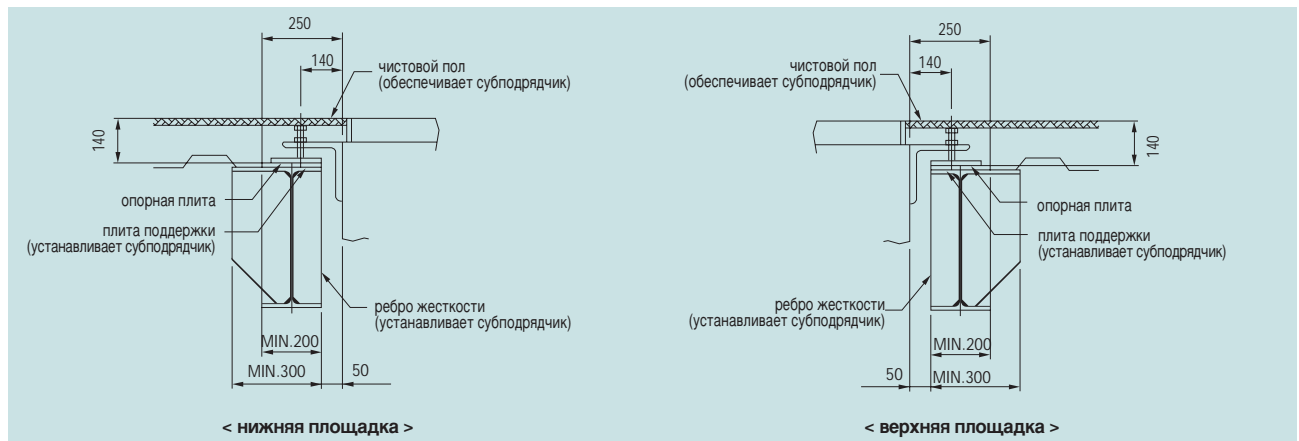 250
140
чистовой пол
(обеспечивает субподрядчик)
140
опорная плита
плита поддержки
(устанавливает субподрядчик)
ребро жесткости
(устанавливает субподрядчик)
MIN.200
MIN.300
50
< нижняя площадка >
250
140
чистовой пол
(обеспечивает субподрядчик)
140
опорная плита
плита поддержки
(устанавливает субподрядчик)
ребро жесткости
(устанавливает субподрядчик)
MIN.200
50
MIN.300
< верхняя площадка >